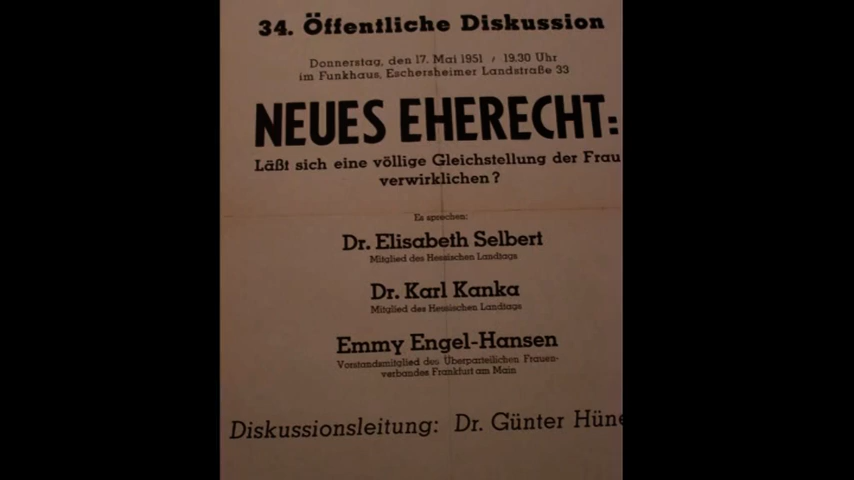 34. Öffentliche Diskussion
Donnerstag, den 17. Mai 1951 / 19.30 Uhr
im Funkhaus, Eschersheimer Landstraße 33
NEUES EHERECHT:
Läßt sich eine völlige Gleichstellung der Frau
verwirklichen?
Es sprechen:
Dr. Elisabeth Selbert
Mitglied des Hessischen Landtags
Dr. Karl Kanka
Mitglied des Hessischen Landtags
Emmy Engel-Hansen
Vorstandsmitglied des Überparteilichen Frauen-
verbandes Frankfurt am Main
Diskussionsleitung: Dr. Günter